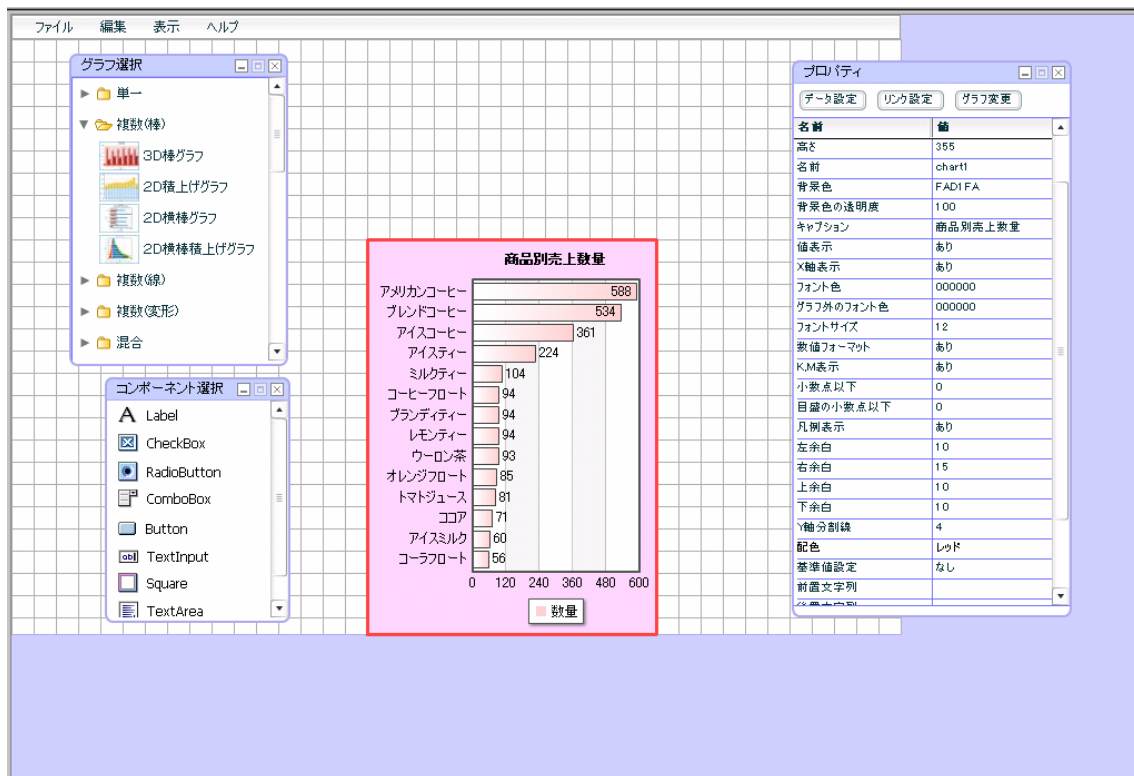 ファイル 編集 表示 ヘルプ
グラフ選択
単一
複数(棒)
3D棒グラフ
2D積上げグラフ
2D横棒グラフ
2D横棒積上げグラフ
複数(線)
複数(変形)
混合
コンポーネント選択
Label
CheckBox
RadioButton
ComboBox
Button
TextInput
Square
TextArea
商品別売上数量
アメリカンコーヒー 588
ブレンドコーヒー 534
アイスコーヒー 361
アイスティー 224
ミルクティー 104
コーヒーフロート 94
ブランディティー 94
レモンティー 94
ウーロン茶 93
オレンジフロート 85
トマトジュース 81
ココア 71
アイスミルク 60
コーラフロート 56
0 120 240 360 480 600
数量
プロパティ
データ設定 リンク設定 グラフ変更
名前 値
高さ 355
名前 chart1
背景色 FAD1FA
背景色の透明度 100
キャプション 商品別売上数量
値表示 あり
X軸表示 あり
フォント色 000000
グラフ外のフォント色 000000
フォントサイズ 12
数値フォーマット あり
K,M表示 あり
小数点以下 0
目盛の小数点以下 0
凡例表示 あり
左余白 10
右余白 15
上余白 10
下余白 10
Y軸分割線 4
配色 レッド
基準値設定 なし
前置文字列